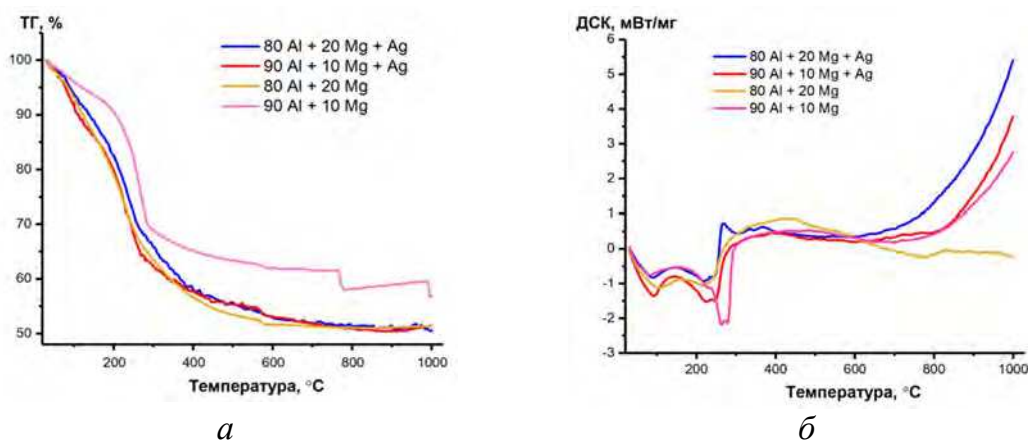 ТГ, %
80 Al + 20 Mg + Ag
90 Al + 10 Mg + Ag
80 Al + 20 Mg
90 Al + 10 Mg
100
90
80
70
60
50
200
400
600
800
1000
Температура, °C
а
ДСК, мВт/мг
80 Al + 20 Mg + Ag
90 Al + 10 Mg + Ag
80 Al + 20 Mg
90 Al + 10 Mg
6
5
4
3
2
1
0
-1
-2
-3
200
400
600
800
1000
Температура, °C
б